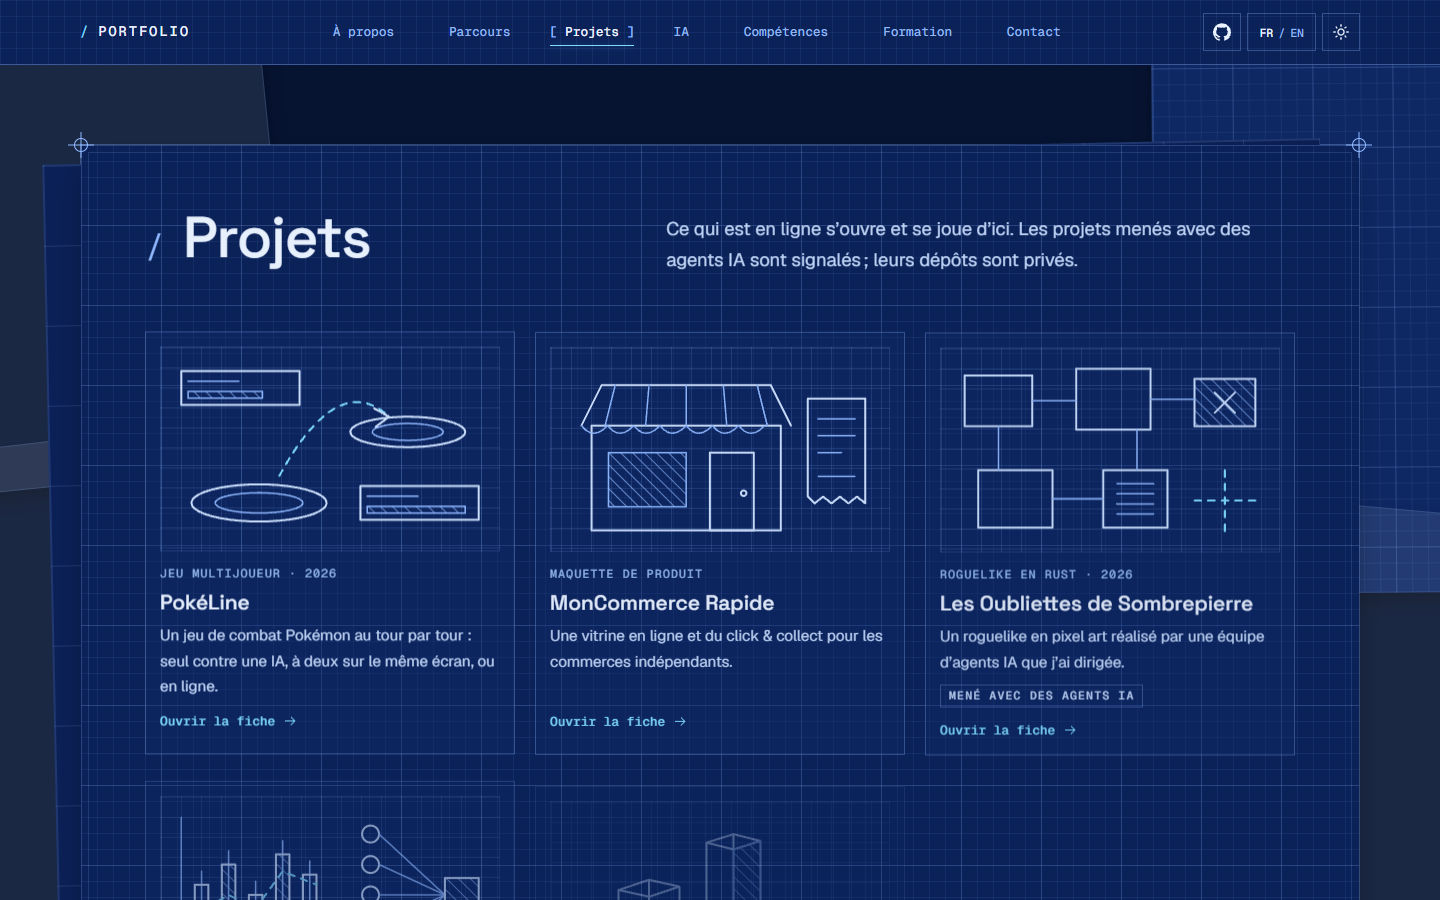 / PORTFOLIO
À propos
Parcours
[ Projets ]
IA
Compétences
Formation
Contact
FR / EN
/ Projets
Ce qui est en ligne s’ouvre et se joue d’ici. Les projets menés avec des
agents IA sont signalés ; leurs dépôts sont privés.
JEU MULTIJOUEUR · 2026
PokéLine
Un jeu de combat Pokémon au tour par tour :
seul contre une IA, à deux sur le même écran, ou
en ligne.
Ouvrir la fiche →
MAQUETTE DE PRODUIT
MonCommerce Rapide
Une vitrine en ligne et du click & collect pour les
commerces indépendants.
Ouvrir la fiche →
ROGUELIKE EN RUST · 2026
Les Oubliettes de Sombrepierre
Un roguelike en pixel art réalisé par une équipe
d’agents IA que j’ai dirigée.
MENÉ AVEC DES AGENTS IA
Ouvrir la fiche →